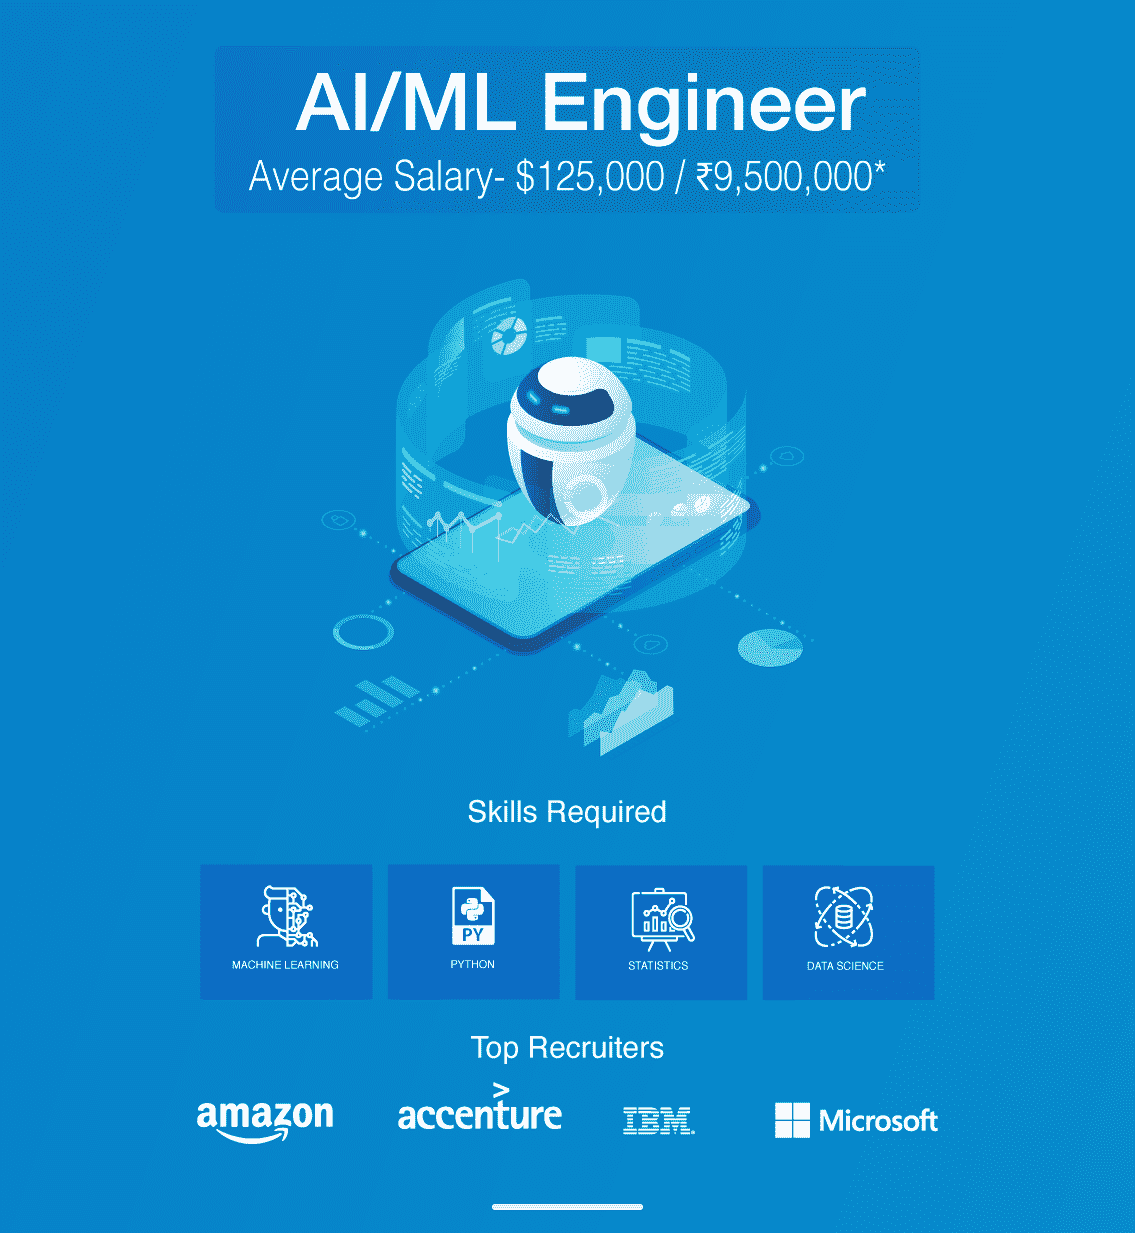 AI/ML Engineer
Average Salary- $125,000 / ₹9,500,000*
Skills Required
MACHINE LEARNING
PY
PYTHON
STATISTICS
DATA SCIENCE
Top Recruiters
amazon
>
accenture
IBM.
Microsoft